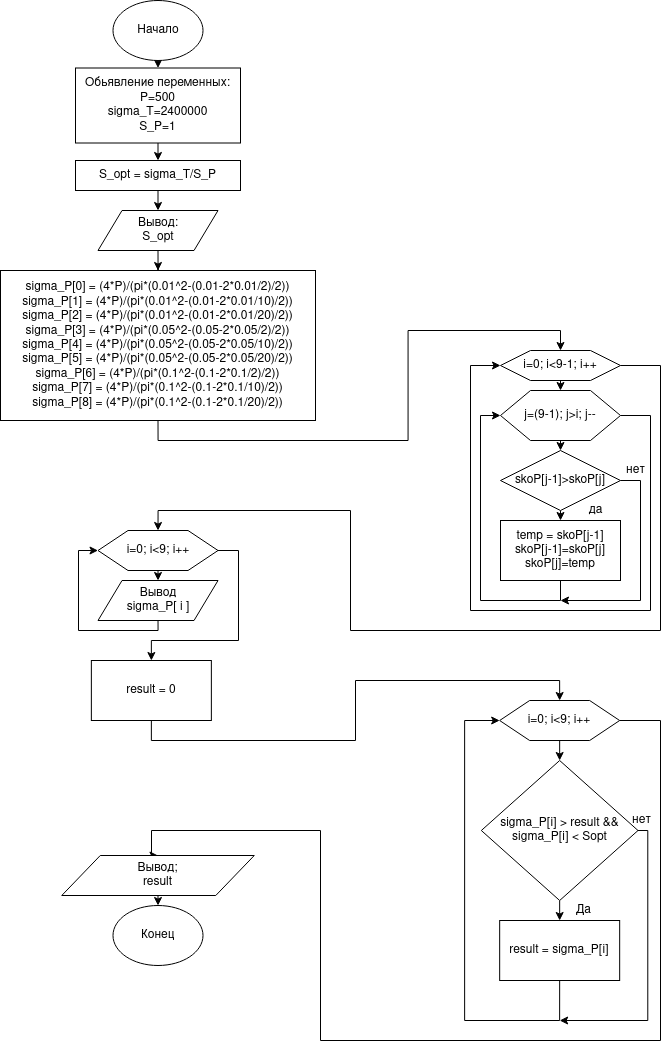 Начало
Обьявление переменных:
P=500
sigma_T=2400000
S_P=1
S_opt = sigma_T/S_P
Вывод:
S_opt
sigma_P[0] = (4*P)/(pi*(0.01^2-(0.01-2*0.01/2)/2))
sigma_P[1] = (4*P)/(pi*(0.01^2-(0.01-2*0.01/10)/2))
sigma_P[2] = (4*P)/(pi*(0.01^2-(0.01-2*0.01/20)/2))
sigma_P[3] = (4*P)/(pi*(0.05^2-(0.05-2*0.05/2)/2))
sigma_P[4] = (4*P)/(pi*(0.05^2-(0.05-2*0.05/10)/2))
sigma_P[5] = (4*P)/(pi*(0.05^2-(0.05-2*0.05/20)/2))
sigma_P[6] = (4*P)/(pi*(0.1^2-(0.1-2*0.1/2)/2))
sigma_P[7] = (4*P)/(pi*(0.1^2-(0.1-2*0.1/10)/2))
sigma_P[8] = (4*P)/(pi*(0.1^2-(0.1-2*0.1/20)/2))
i=0; i<9-1; i++
j=(9-1); j>i; j--
skoP[j-1]>skoP[j]
нет
да
temp = skoP[j-1]
skoP[j-1]=skoP[j]
skoP[j]=temp
i=0; i<9; i++
Вывод
sigma_P[ i ]
result = 0
i=0; i<9; i++
sigma_P[i] > result &&
sigma_P[i] < Sopt
нет
Да
result = sigma_P[i]
Вывод;
result
Конец